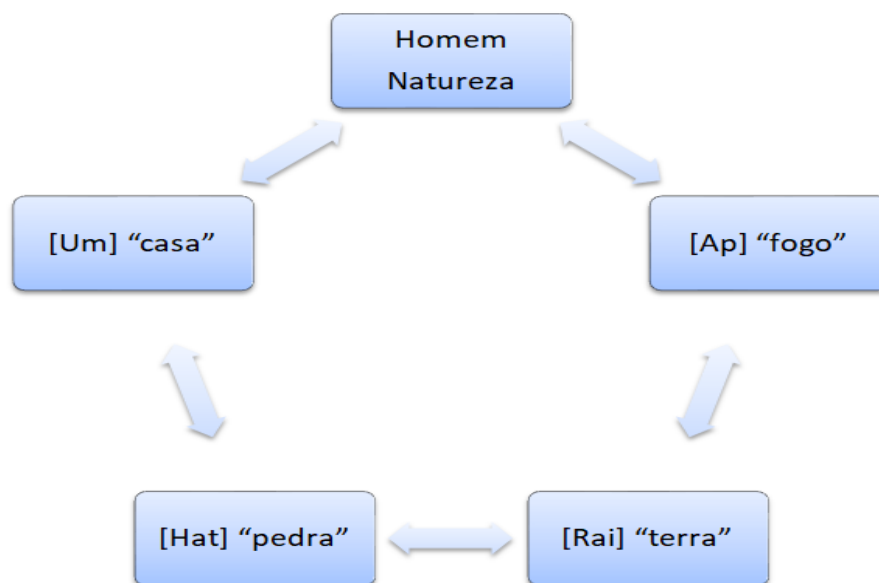 Homem
Natureza
[Um] “casa”
[Ap] “fogo”
[Hat] “pedra”
[Rai] “terra”